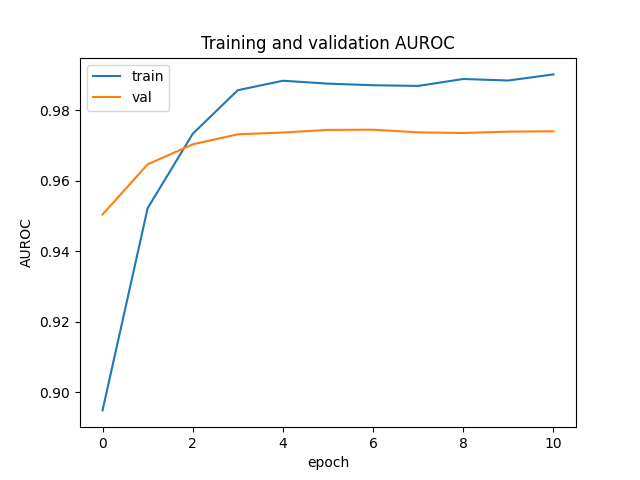 Training and validation AUROC
train
val
AUROC
0.98
0.96
0.94
0.92
0.90
0 2 4 6 8 10
epoch